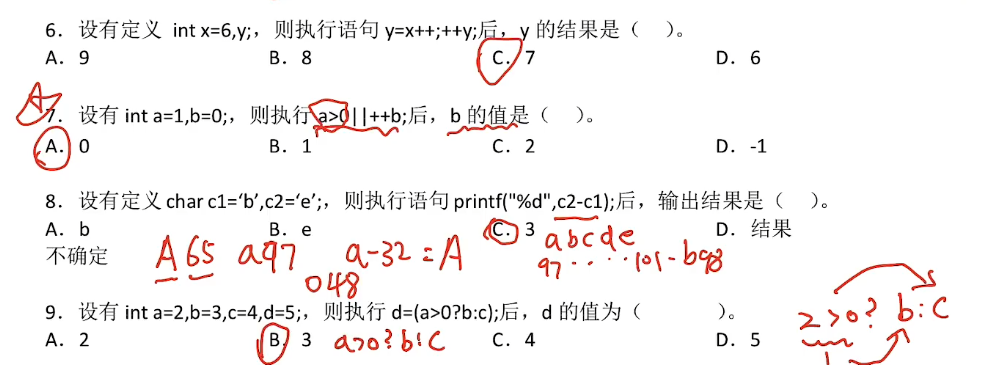 6. 设有定义 int x=6,y;，则执行语句 y=x++;++y;后，y 的结果是（ ）。
A. 9 B. 8 C. 7 D. 6
A
7. 设有 int a=1,b=0;，则执行 a>0||++b;后，b 的值是（ ）。
A. 0 B. 1 C. 2 D. -1
8. 设有定义 char c1=‘b’,c2=‘e’;，则执行语句 printf("%d",c2-c1);后，输出结果是（ ）。
A. b B. e C. 3 D. 结果
不确定
A 65 a97 a-32=A abcde
97 · · · · 101-b98
048
9. 设有 int a=2,b=3,c=4,d=5;，则执行 d=(a>0?b:c);后，d 的值为（ ）。
2>0? b:c
A. 2 B. 3 a>0?b:c C. 4 D. 5
1